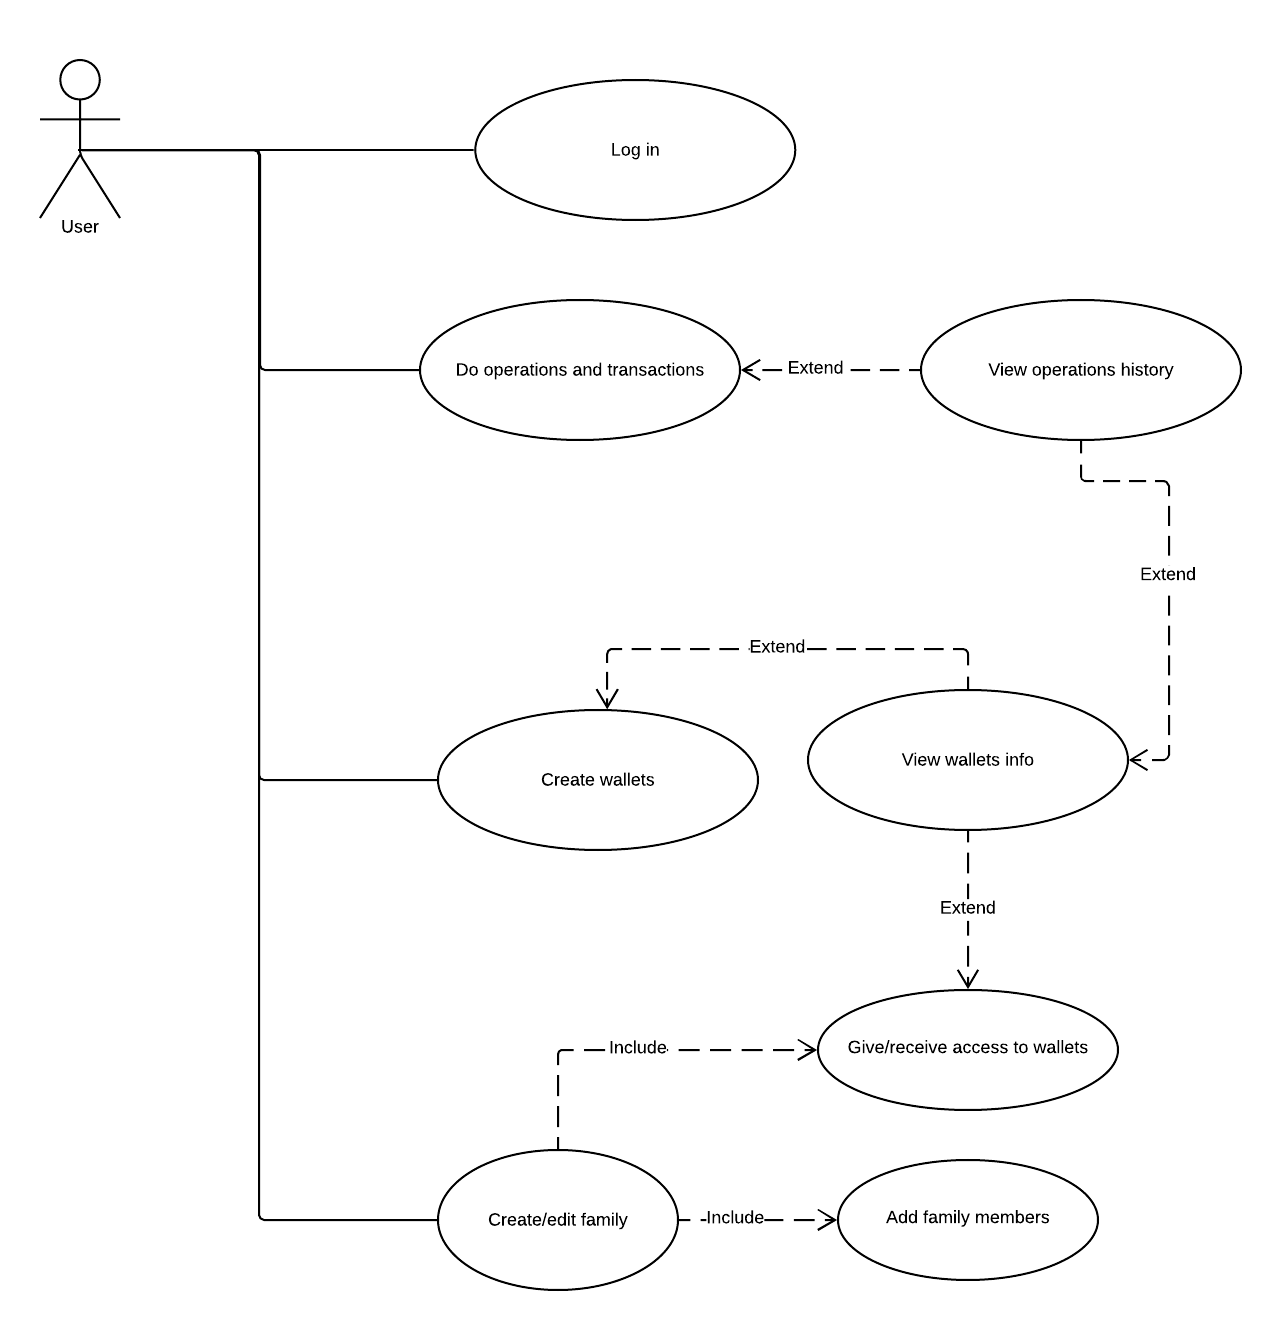 Log in
User
Do operations and transactions
Extend
View operations history
Extend
Extend
View wallets info
Create wallets
Extend
Include
Give/receive access to wallets
Create/edit family
Include
Add family members